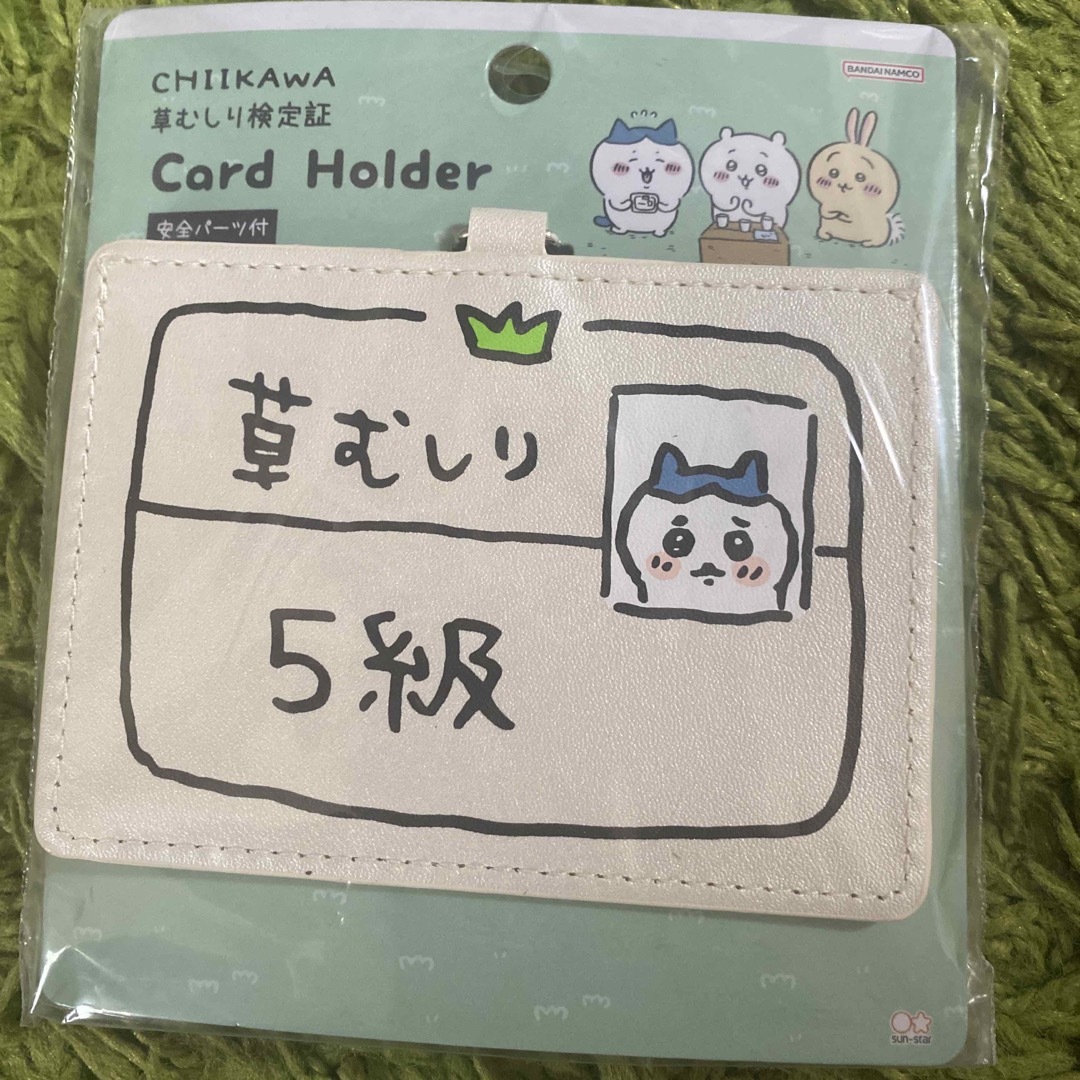 CHIIKAWA
草むしり検定証
Card Holder
安全パーツ付
BANDAI NAMCO
草むしり
5級
sun-star